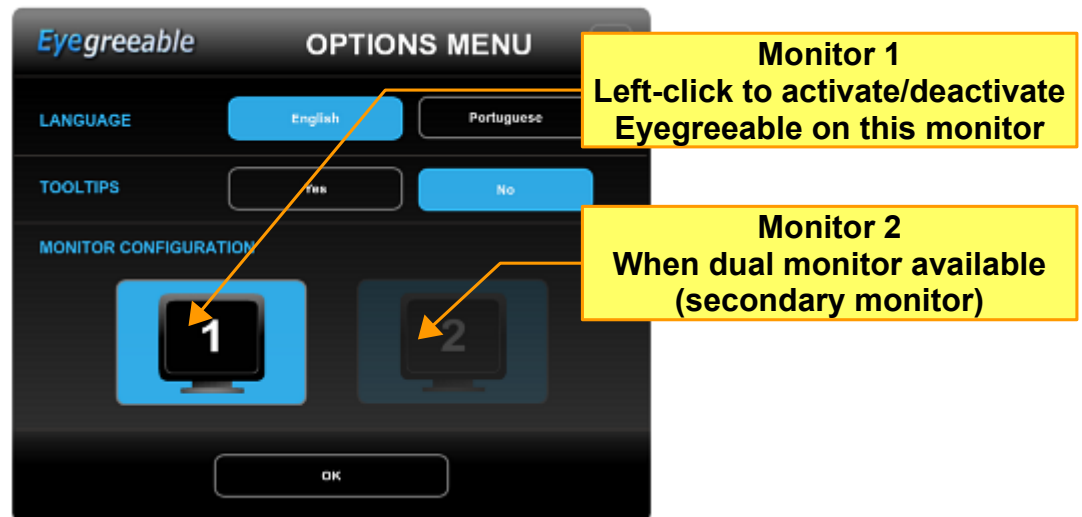 Eyegreeable OPTIONS MENU
Monitor 1
Left-click to activate/deactivate
Eyegreeable on this monitor
LANGUAGE English Portuguese
TOOLTIPS Yes No
Monitor 2
When dual monitor available
(secondary monitor)
MONITOR CONFIGURATION
1 2
OK